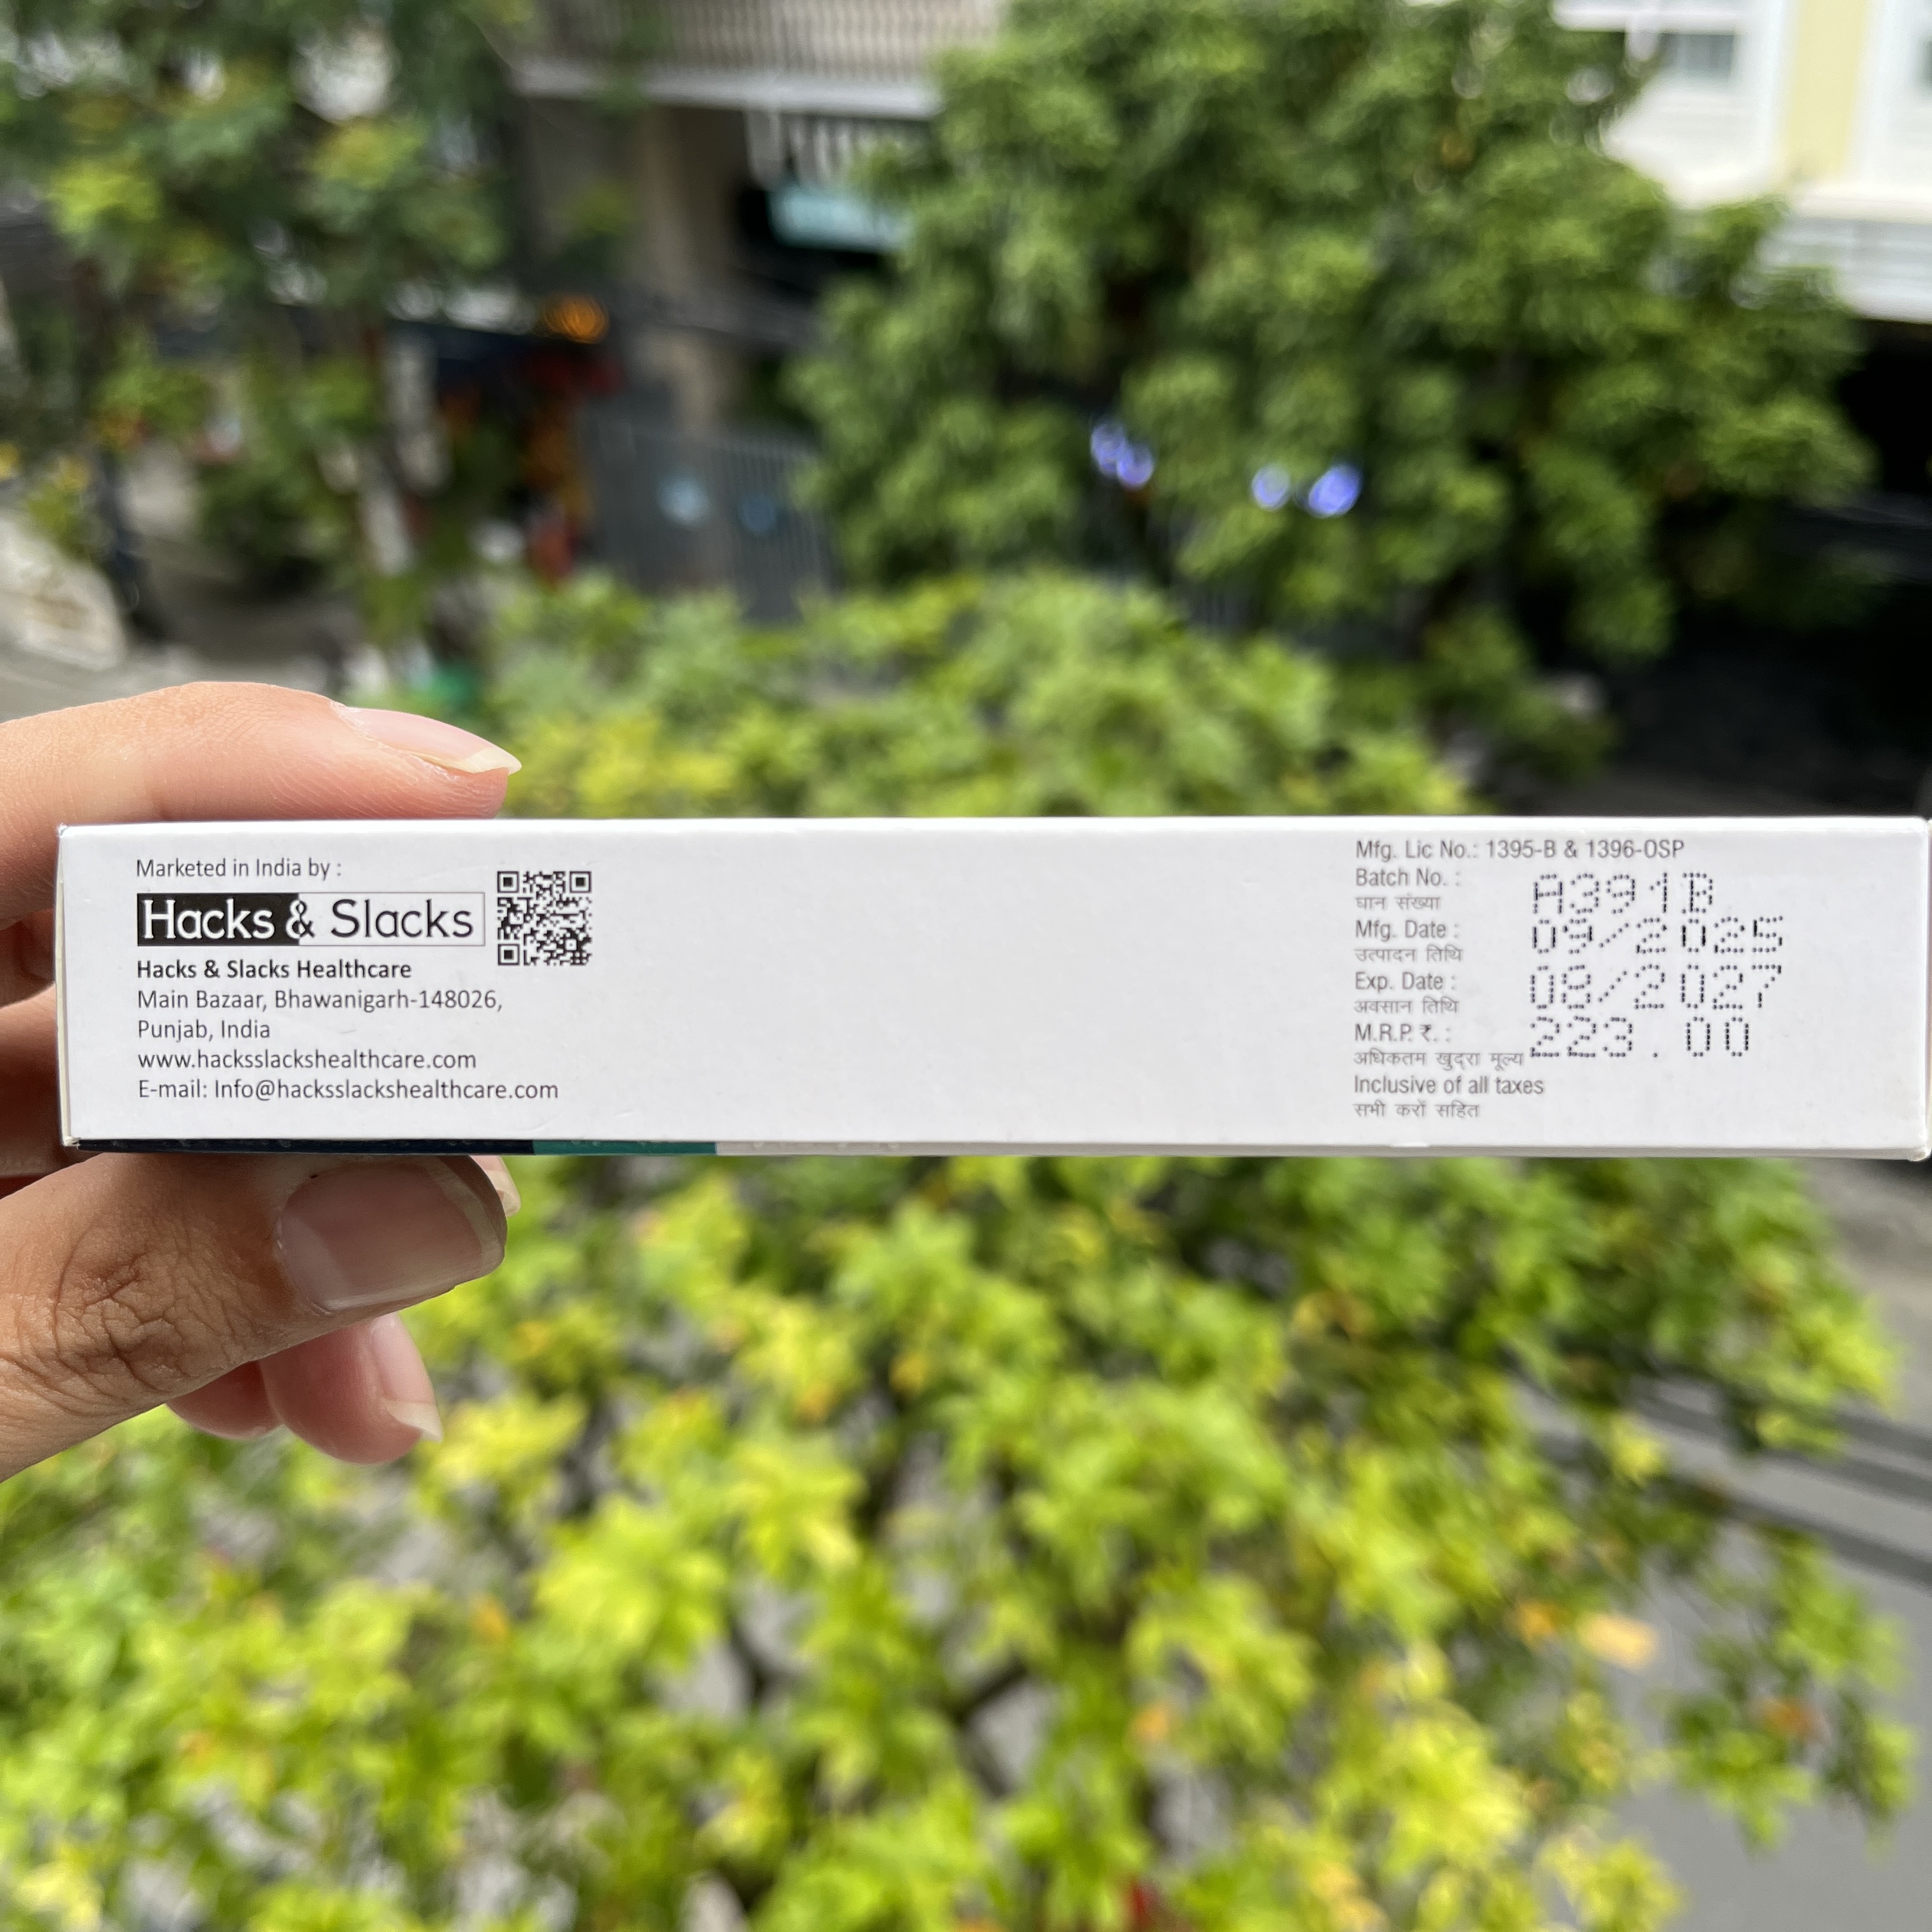 Marketed in India by :
Hacks & Slacks
Hacks & Slacks Healthcare
Main Bazaar, Bhawanigarh-148026,
Punjab, India
www.hacksslackshealthcare.com
E-mail: Info@hacksslackshealthcare.com
Mfg. Lic No.: 1395-B & 1396-OSP
Batch No. : A391B
घान संख्या
Mfg. Date : 09/2025
उत्पादन तिथि
Exp. Date : 08/2027
अवसान तिथि
M.R.P. ₹. : 223.00
अधिकतम खुद्रा मूल्य
Inclusive of all taxes
सभी करों सहित